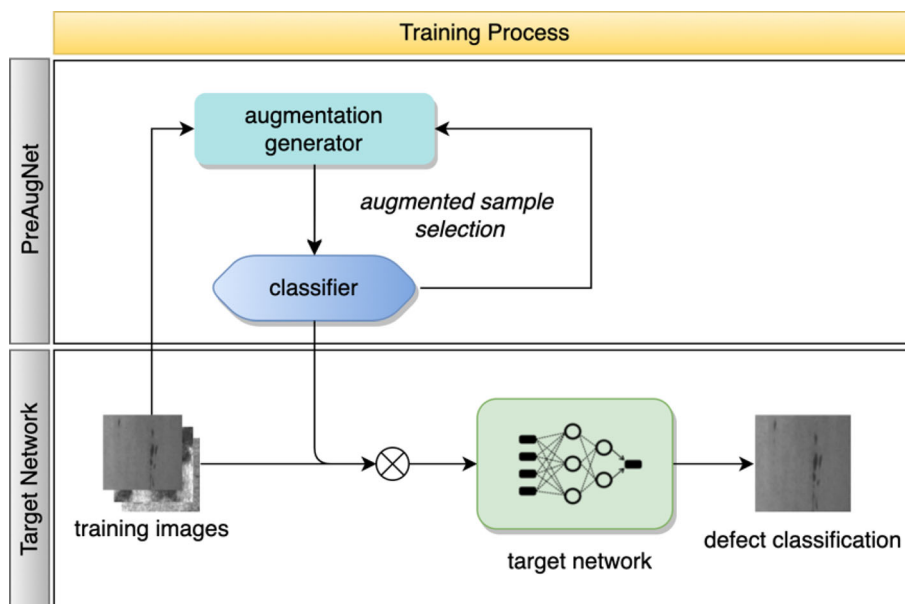 Training Process
PreAugNet
augmentation
generator
augmented sample
selection
classifier
Target Network
training images
target network
defect classification